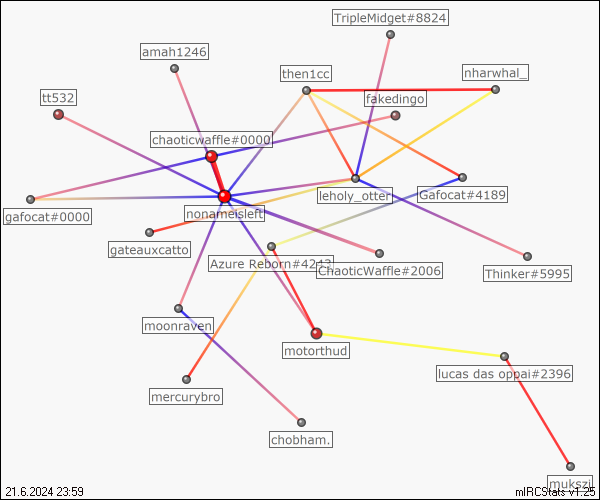 TripleMidget#8824
amah1246
then1cc
nharwhal_
tt532
fakedingo
chaoticwaffle#0000
leholy_otter
Gafocat#4189
gafocat#0000
nonameisleft
gateauxcatto
Azure Reborn#4243
ChaoticWaffle#2006
Thinker#5995
moonraven
motorthud
lucas das oppai#2396
mercurybro
chobham.
mukszi
21.6.2024 23:59
mIRCStats v1.25